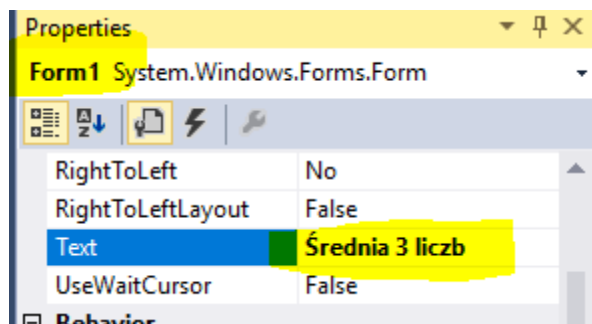 Properties
Form1 System.Windows.Forms.Form
RightToLeft No
RightToLeftLayout False
Text Średnia 3 liczb
UseWaitCursor False
Behavior